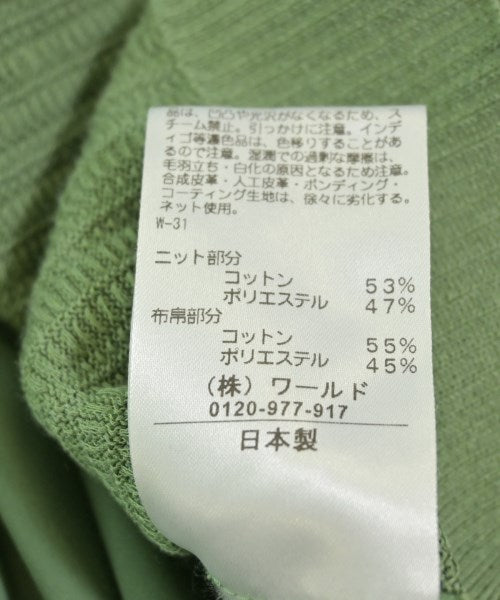 品は、凹凸や光沢がなくなるため、ス
チーム禁止。引っかけに注意。インデ
ィゴ等濃色品は、色移りすることがあ
るので注意。湿潤での過剰な摩擦は、
毛羽立ち・白化の原因となるため注意。
合成皮革・人工皮革・ボンディング・
コーティング生地は、徐々に劣化する。
ネット使用。
W-31
ニット部分
コットン 53%
ポリエステル 47%
布帛部分
コットン 55%
ポリエステル 45%
(株) ワールド
0120-977-917
日本製